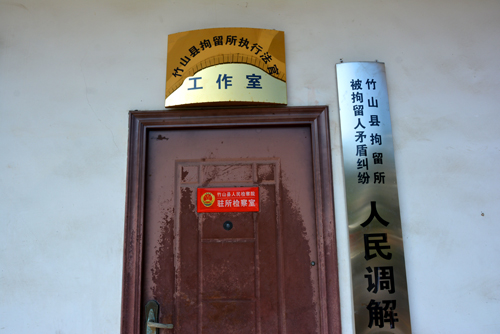 竹山县拘留所执行法官
工作室
竹山县人民检察院
驻所检察室
竹山县拘留所
被拘留人矛盾纠纷
人民调解